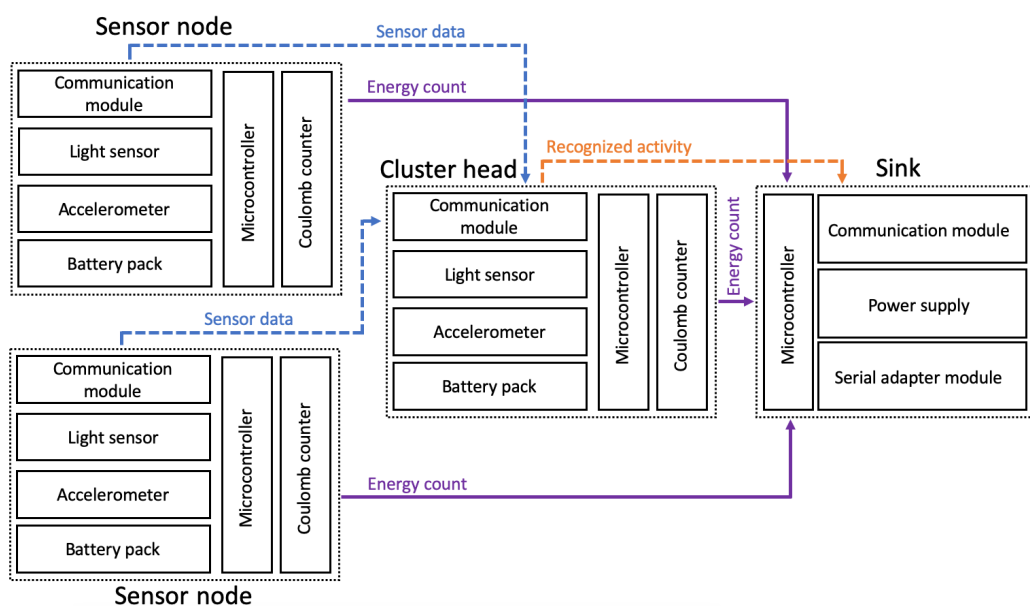 Sensor node
Sensor data
Communication
module
Light sensor
Accelerometer
Battery pack
Microcontroller
Coulomb counter
Energy count
Recognized activity
Cluster head
Communication
module
Light sensor
Accelerometer
Battery pack
Microcontroller
Coulomb counter
Energy count
Sink
Microcontroller
Communication module
Power supply
Serial adapter module
Sensor data
Communication
module
Light sensor
Accelerometer
Battery pack
Microcontroller
Coulomb counter
Energy count
Sensor node